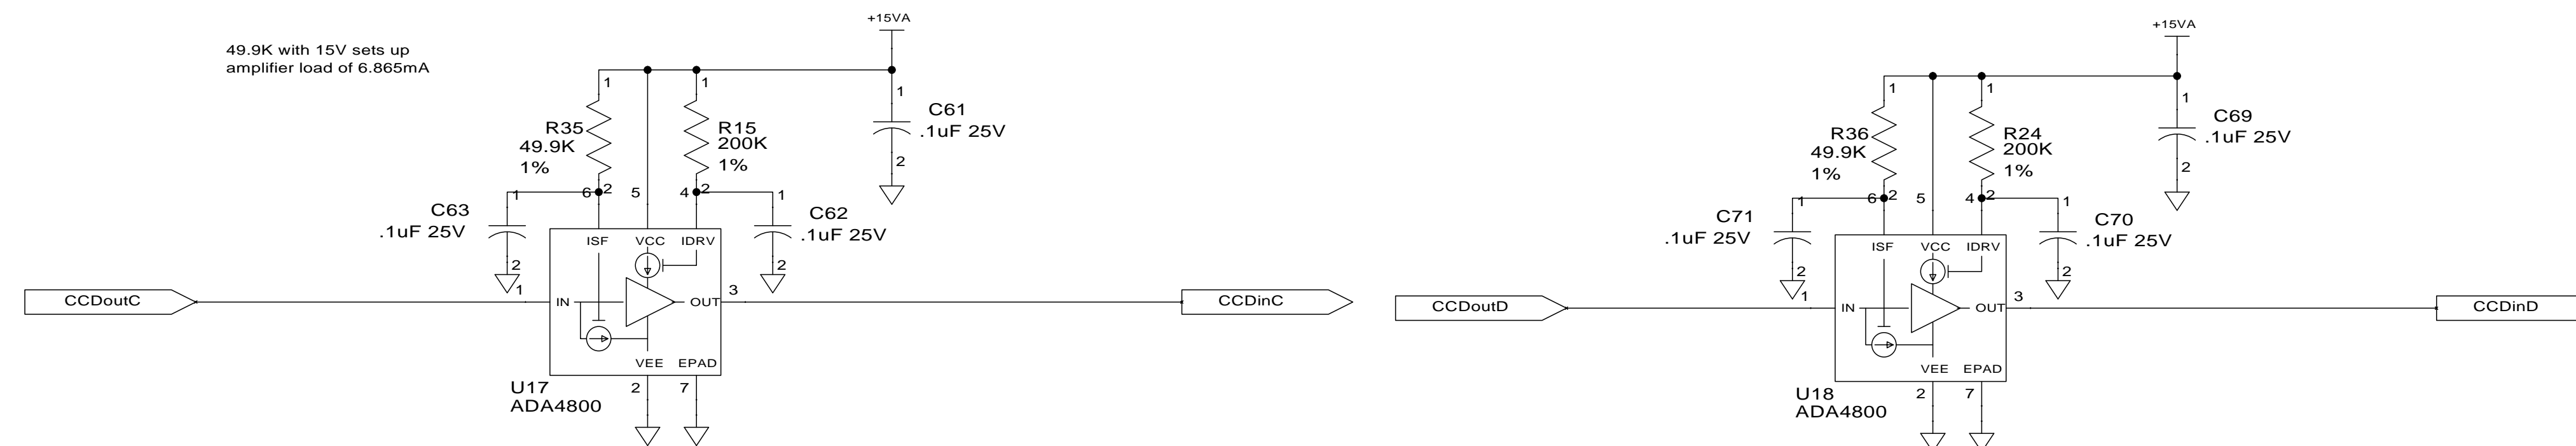 +15VA
49.9K with 15V sets up
amplifier load of 6.865mA
1
1
1
C61
.1uF 25V
R35
49.9K
1%
R15
200K
1%
2
1
6
2
5
4
2
1
C63
.1uF 25V
C62
.1uF 25V
ISF
VCC
IDRV
2
2
CCDoutC
1
IN
OUT
3
CCDinC
VEE
EPAD
U17
ADA4800
2
7
+15VA
1
1
1
C69
.1uF 25V
R36
49.9K
1%
R24
200K
1%
2
1
6
2
5
4
2
1
C71
.1uF 25V
C70
.1uF 25V
ISF
VCC
IDRV
2
2
CCDoutD
1
IN
OUT
3
CCDinD
VEE
EPAD
U18
ADA4800
2
7